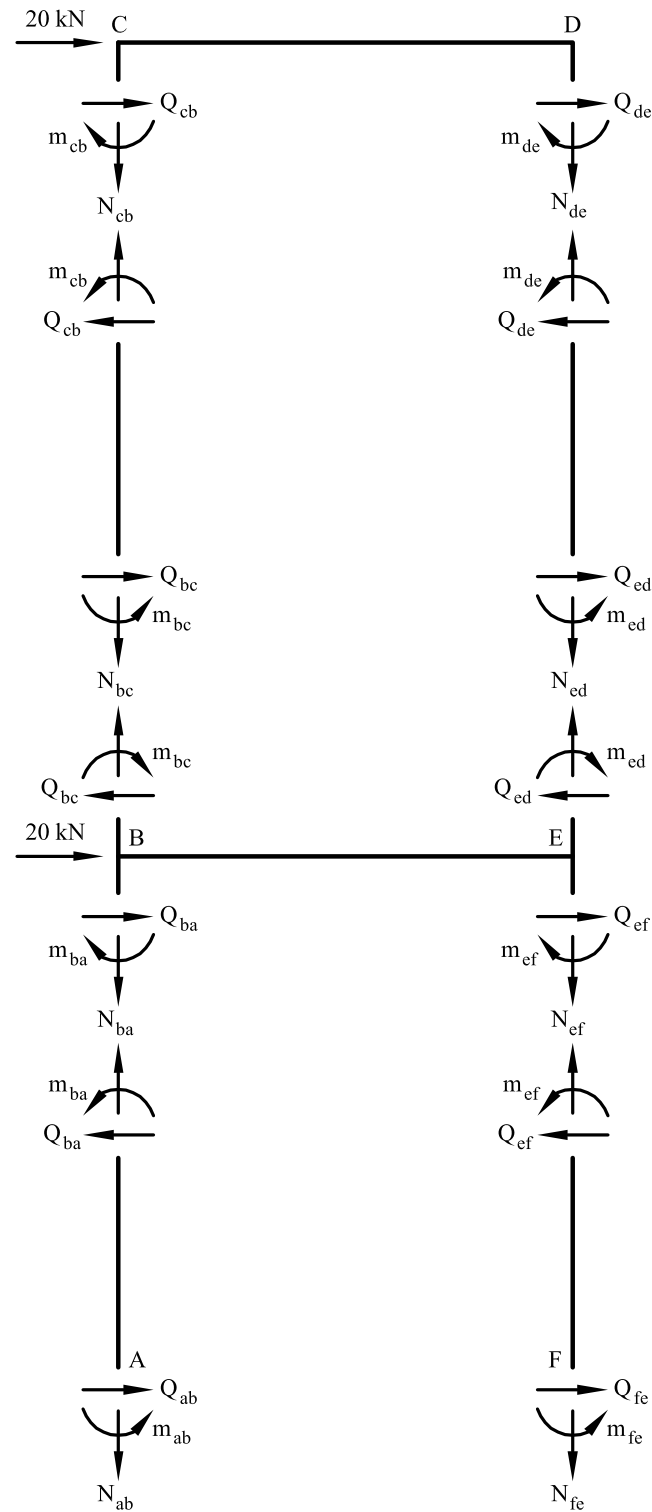 20 kN C D
Q_cb Q_de
m_cb m_de
N_cb N_de
m_cb m_de
Q_cb Q_de
Q_bc Q_ed
m_bc m_ed
N_bc N_ed
m_bc m_ed
Q_bc Q_ed
20 kN B E
Q_ba Q_ef
m_ba m_ef
N_ba N_ef
m_ba m_ef
Q_ba Q_ef
A F
Q_ab Q_fe
m_ab m_fe
N_ab N_fe